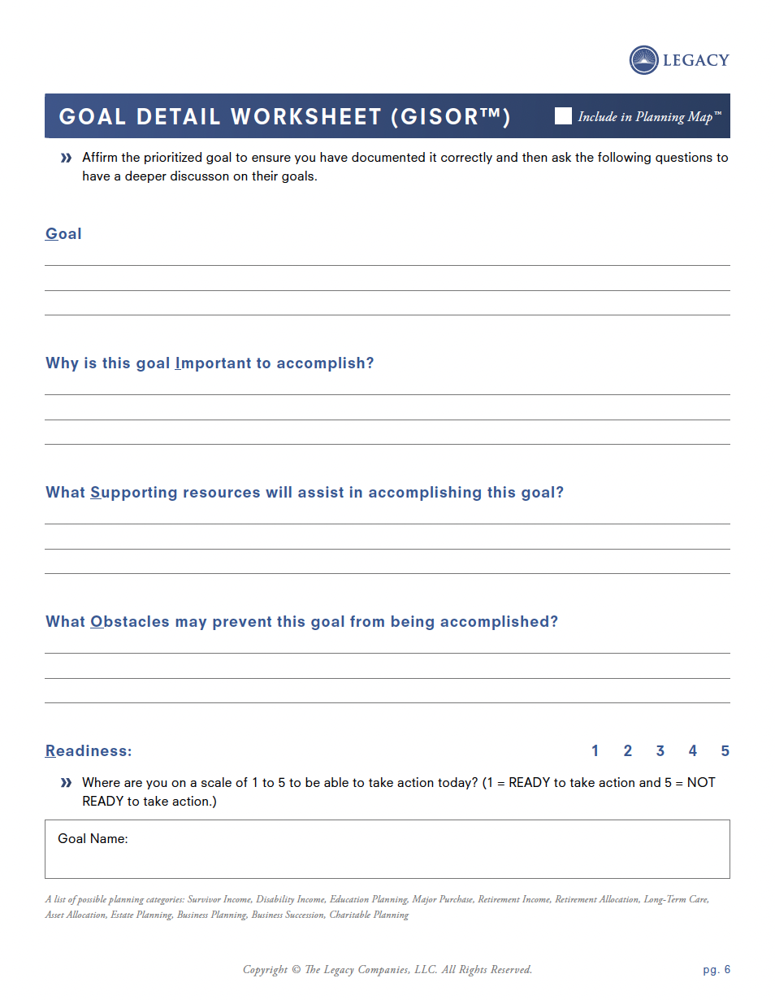 LEGACY
GOAL DETAIL WORKSHEET (GISOR™)
Include in Planning Map™
Affirm the prioritized goal to ensure you have documented it correctly and then ask the following questions to
have a deeper discusson on their goals.
Goal
Why is this goal Important to accomplish?
What Supporting resources will assist in accomplishing this goal?
What Obstacles may prevent this goal from being accomplished?
Readiness: 1 2 3 4 5
Where are you on a scale of 1 to 5 to be able to take action today? (1 = READY to take action and 5 = NOT
READY to take action.)
Goal Name:
A list of possible planning categories: Survivor Income, Disability Income, Education Planning, Major Purchase, Retirement Income, Retirement Allocation, Long-Term Care,
Asset Allocation, Estate Planning, Business Planning, Business Succession, Charitable Planning
Copyright © The Legacy Companies, LLC. All Rights Reserved.
pg. 6